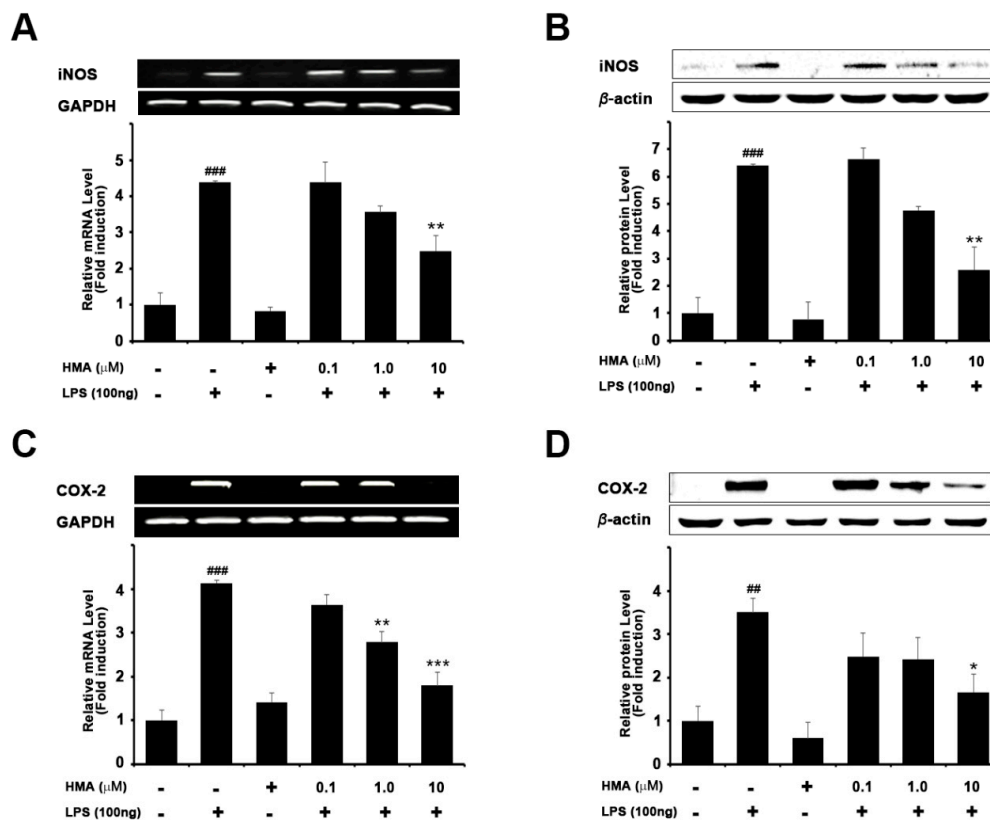 A
iNOS
GAPDH
Relative mRNA Level
(Fold induction)
5
4
3
2
1
0
###
**
HMA (μM) - - + 0.1 1.0 10
LPS (100ng) - + - + + +
B
iNOS
β-actin
Relative protein Level
(Fold induction)
7
6
5
4
3
2
1
0
###
**
HMA (μM) - - + 0.1 1.0 10
LPS (100ng) - + - + + +
C
COX-2
GAPDH
Relative mRNA Level
(Fold induction)
4
3
2
1
0
###
**
***
HMA (μM) - - + 0.1 1.0 10
LPS (100ng) - + - + + +
D
COX-2
β-actin
Relative protein Level
(Fold induction)
4
3
2
1
0
##
*
HMA (μM) - - + 0.1 1.0 10
LPS (100ng) - + - + + +